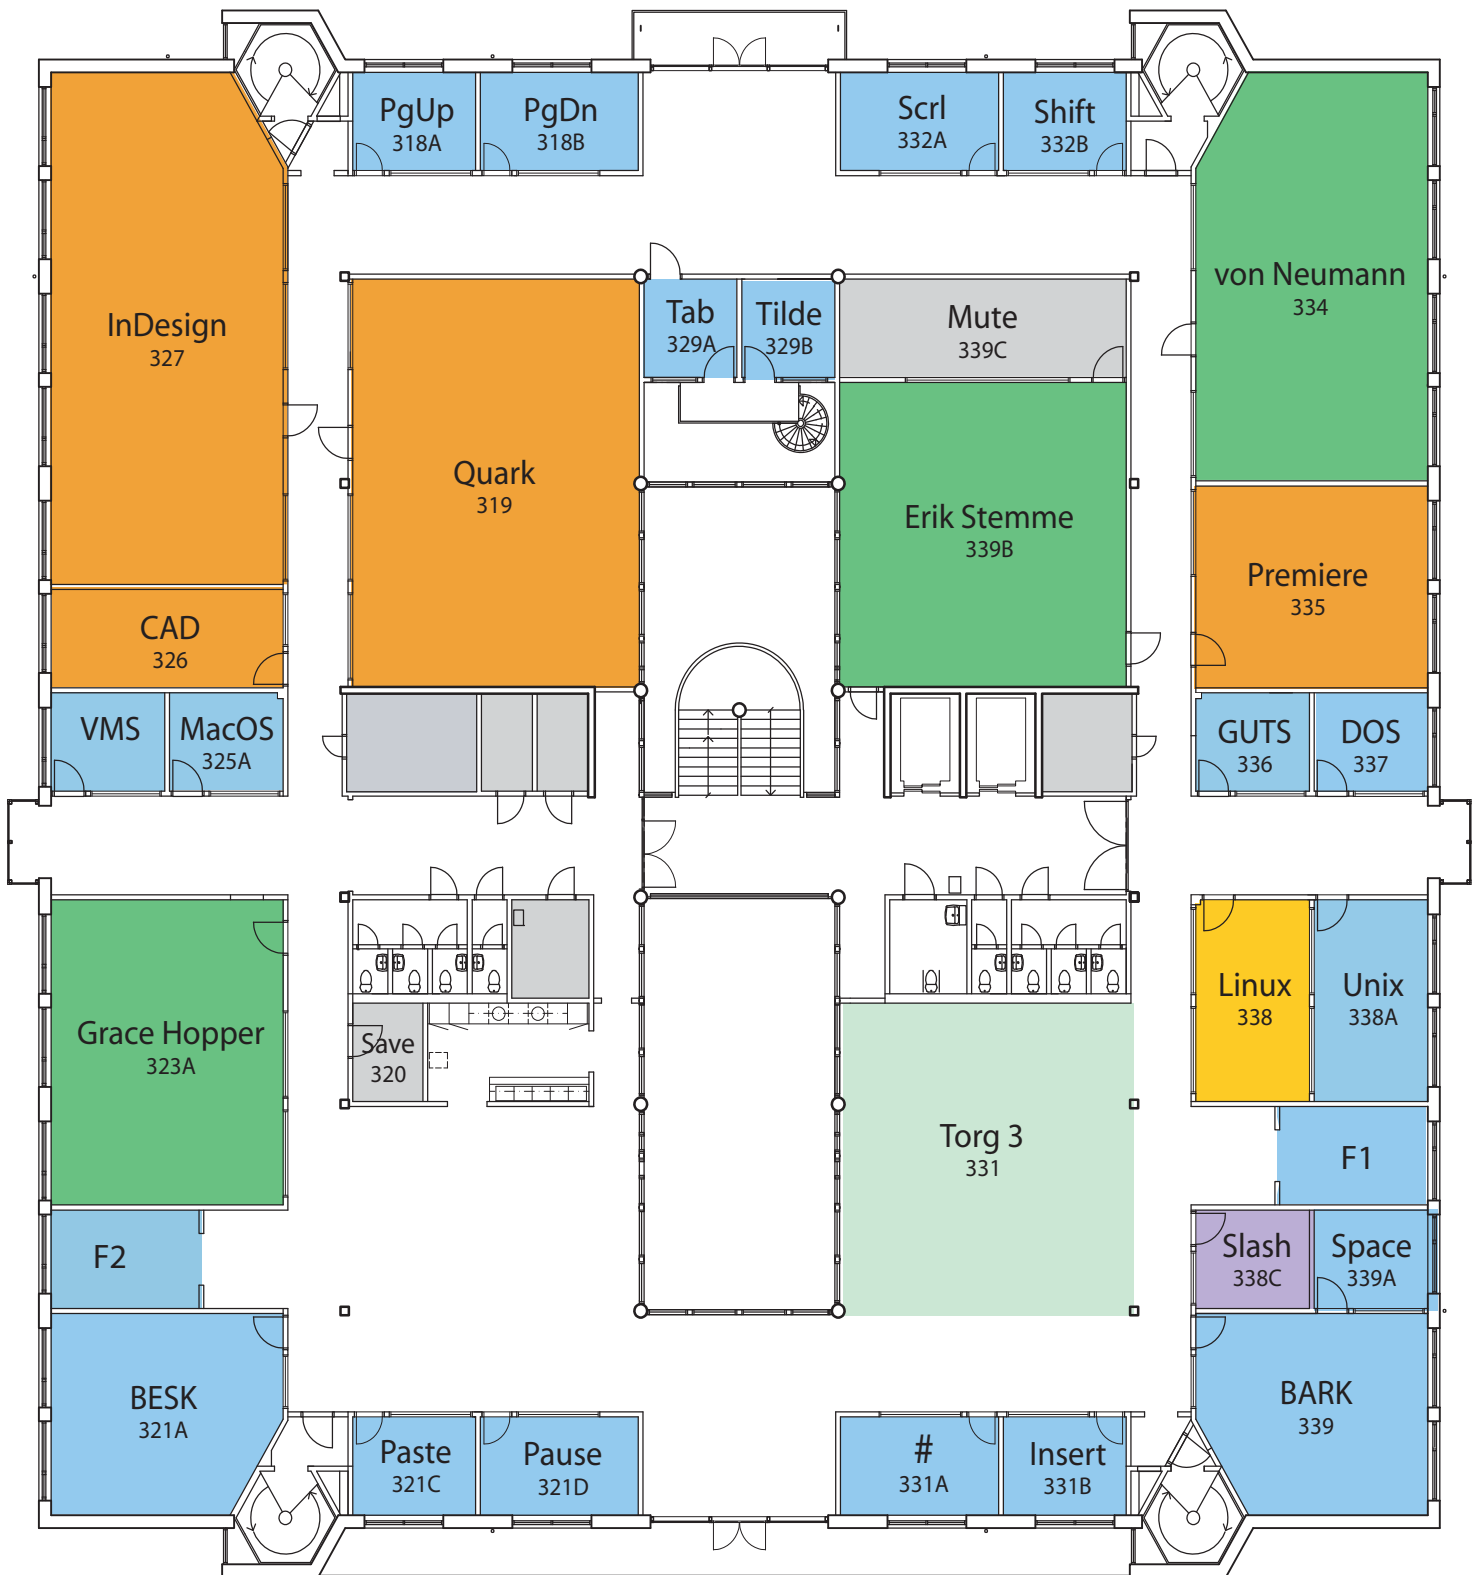 PgUp
318A
PgDn
318B
Scrl
332A
Shift
332B
InDesign
327
Quark
319
Tab
329A
Tilde
329B
Mute
339C
von Neumann
334
Erik Stemme
339B
Premiere
335
CAD
326
VMS
MacOS
325A
GUTS
336
DOS
337
Grace Hopper
323A
Save
320
Linux
338
Unix
338A
Torg 3
331
F1
F2
Slash
338C
Space
339A
BESK
321A
Paste
321C
Pause
321D
#
331A
Insert
331B
BARK
339